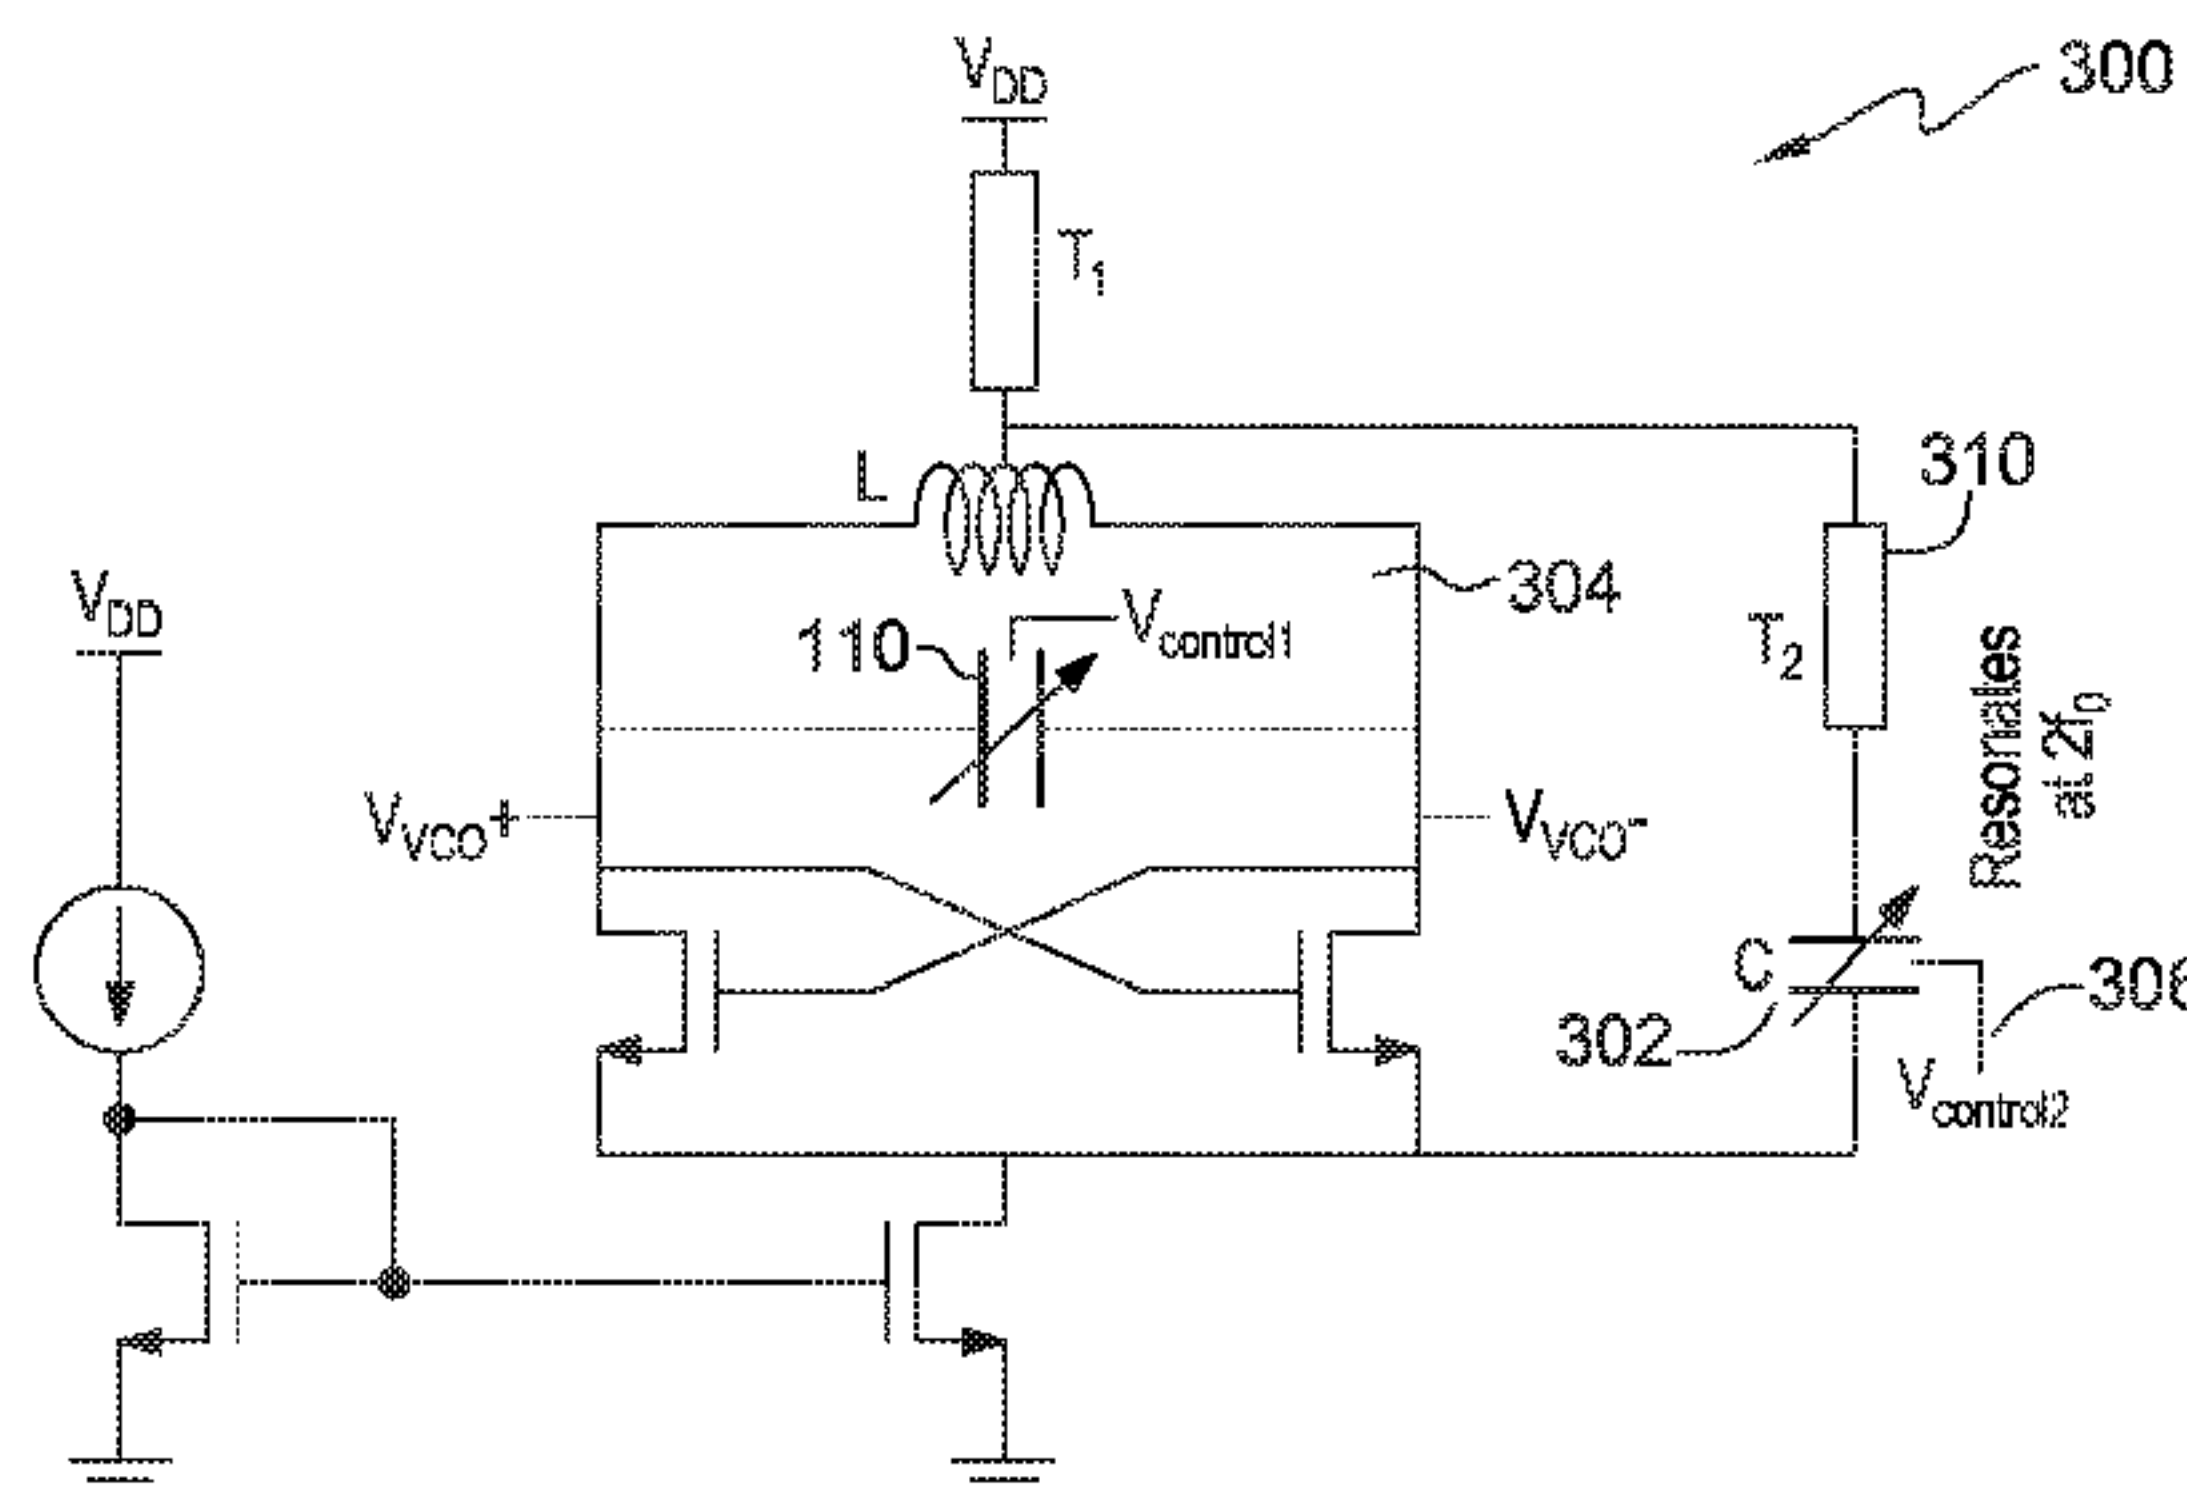 VDD
300
T1
L
310
304
VDD
110
Vcontrol1
T2
Resonates
at 2f0
VVCO+
VVCO-
C
302
306
Vcontrol2